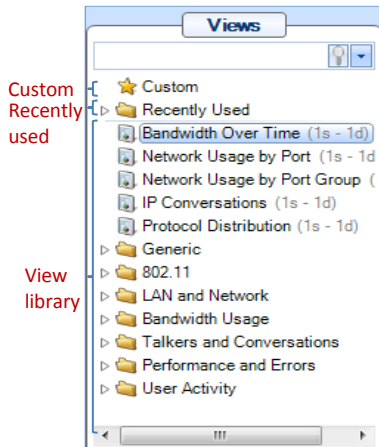 Views
Custom
Custom
Recently
used
Recently Used
Bandwidth Over Time (1s - 1d)
Network Usage by Port (1s - 1d
Network Usage by Port Group (
IP Conversations (1s - 1d)
Protocol Distribution (1s - 1d)
Generic
802.11
View
library
LAN and Network
Bandwidth Usage
Talkers and Conversations
Performance and Errors
User Activity